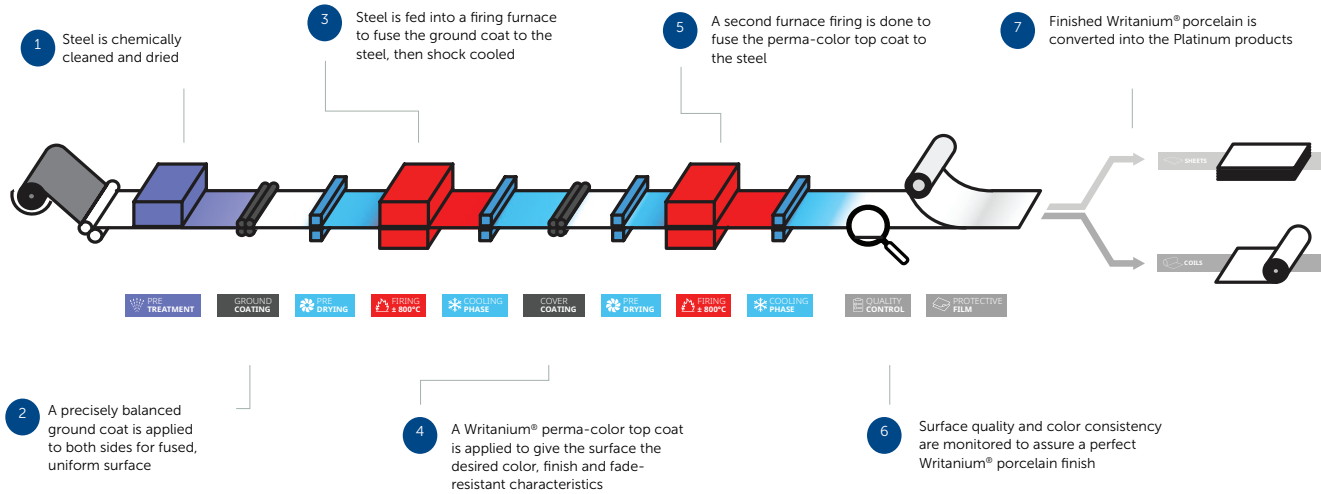 1
Steel is chemically
cleaned and dried
3
Steel is fed into a firing furnace
to fuse the ground coat to the
steel, then shock cooled
5
A second furnace firing is done to
fuse the perma-color top coat to
the steel
7
Finished Writanium® porcelain is
converted into the Platinum products
SHEETS
COILS
PRE
TREATMENT
GROUND
COATING
PRE
DRYING
FIRING
± 800°C
COOLING
PHASE
COVER
COATING
PRE
DRYING
FIRING
± 800°C
COOLING
PHASE
QUALITY
CONTROL
PROTECTIVE
FILM
2
A precisely balanced
ground coat is applied
to both sides for fused,
uniform surface
4
A Writanium® perma-color top coat
is applied to give the surface the
desired color, finish and fade-
resistant characteristics
6
Surface quality and color consistency
are monitored to assure a perfect
Writanium® porcelain finish